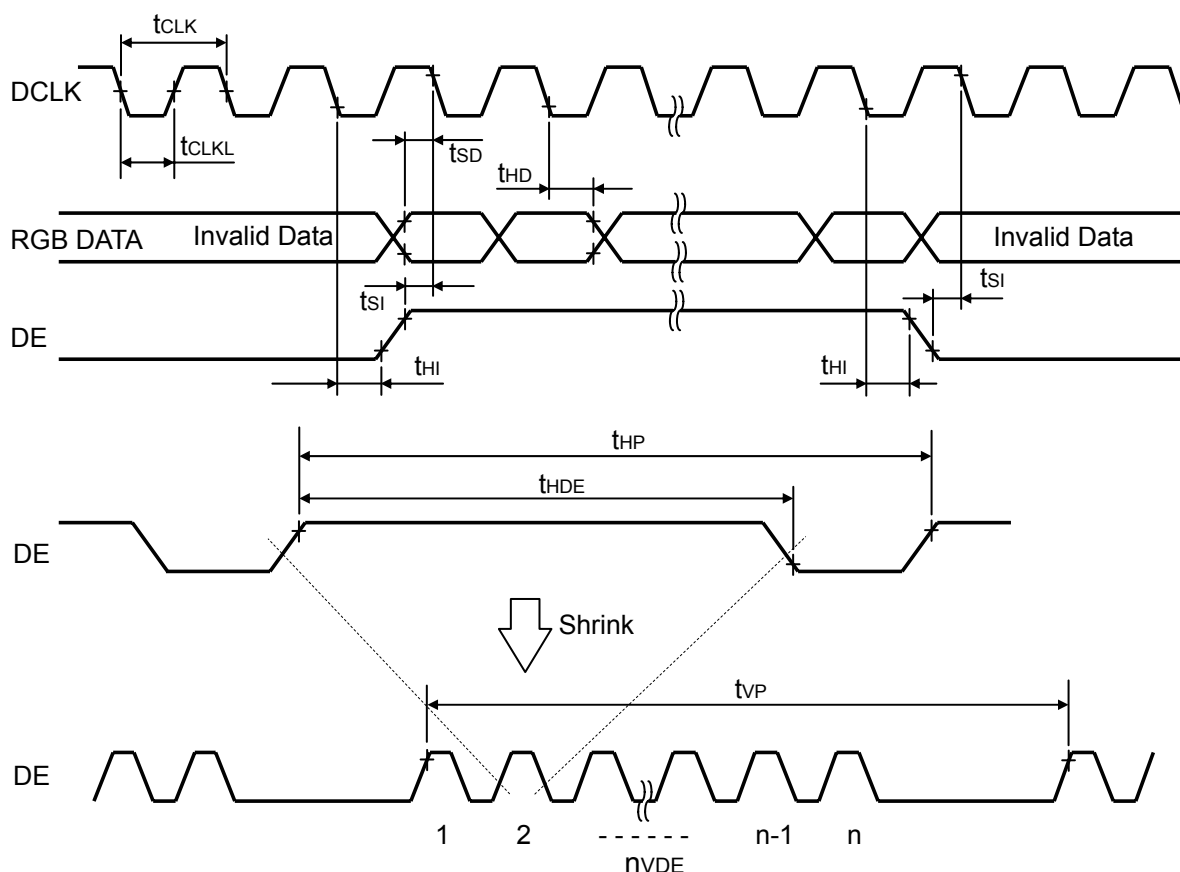 tCLK
DCLK
tCLKL
tSD
tHD
RGB DATA
Invalid Data
Invalid Data
tSI
tSI
DE
tHI
tHI
tHP
tHDE
DE
Shrink
tVP
DE
1 2 n-1 n
nVDE